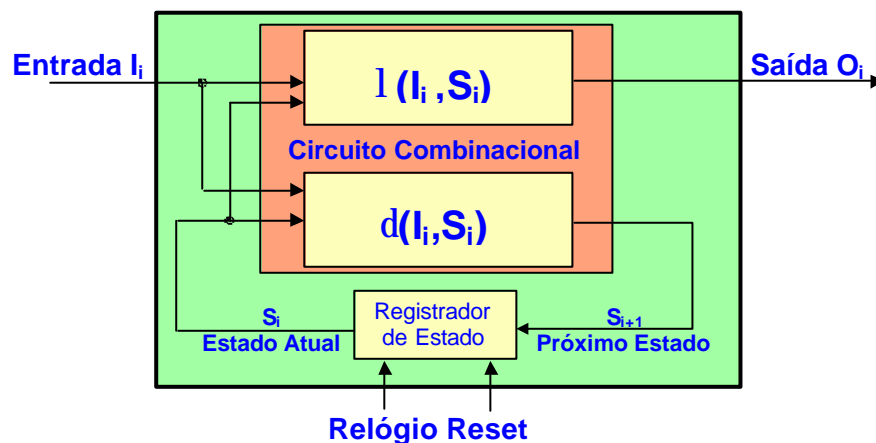 Entrada Ii
l (Ii ,Si)
Saída Oi
Circuito Combinacional
d(Ii,Si)
Si
Estado Atual
Registrador
de Estado
Si+1
Próximo Estado
Relógio Reset